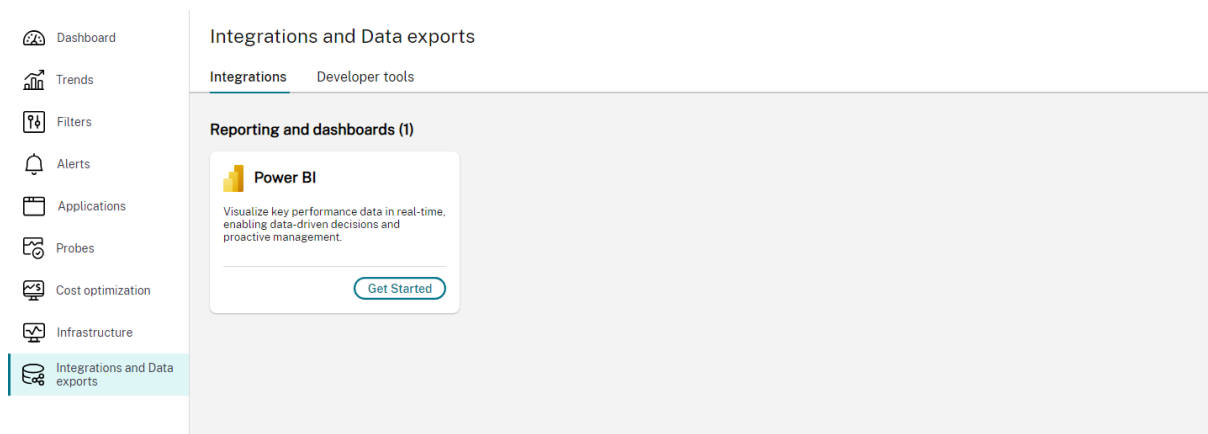 Dashboard
Trends
Filters
Alerts
Applications
Probes
Cost optimization
Infrastructure
Integrations and Data
exports
Integrations and Data exports
Integrations Developer tools
Reporting and dashboards (1)
Power BI
Visualize key performance data in real-time,
enabling data-driven decisions and
proactive management.
Get Started